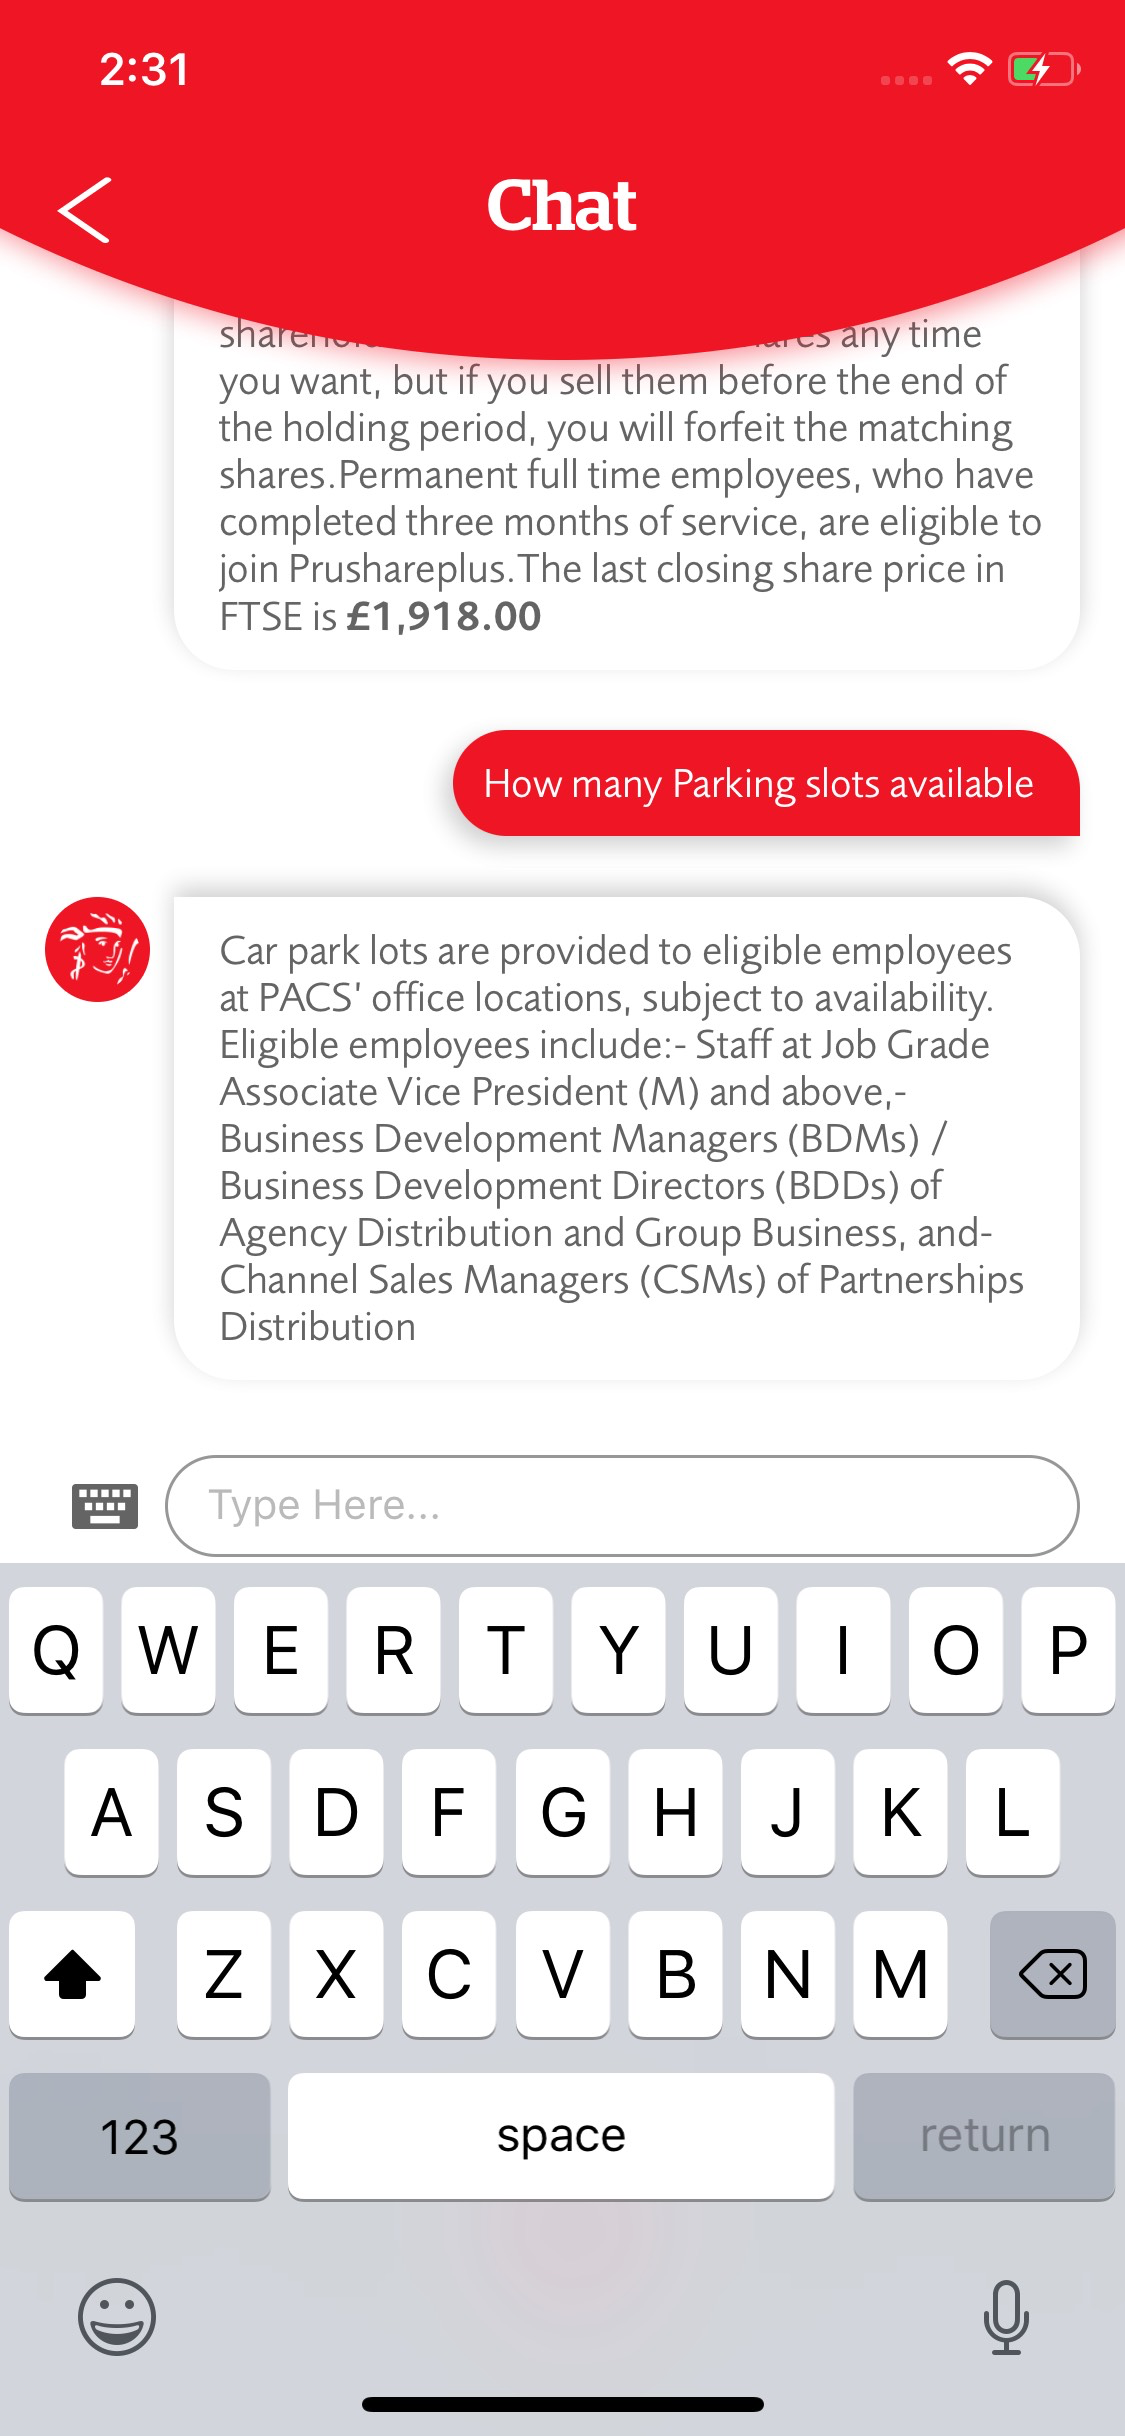 2:31
Chat
any time
you want, but if you sell them before the end of
the holding period, you will forfeit the matching
shares.Permanent full time employees, who have
completed three months of service, are eligible to
join Prushareplus.The last closing share price in
FTSE is £1,918.00
How many Parking slots available
Car park lots are provided to eligible employees
at PACS' office locations, subject to availability.
Eligible employees include:- Staff at Job Grade
Associate Vice President (M) and above,-
Business Development Managers (BDMs) /
Business Development Directors (BDDs) of
Agency Distribution and Group Business, and-
Channel Sales Managers (CSMs) of Partnerships
Distribution
Type Here...
Q W E R T Y U I O P
A S D F G H J K L
Z X C V B N M
123 space return